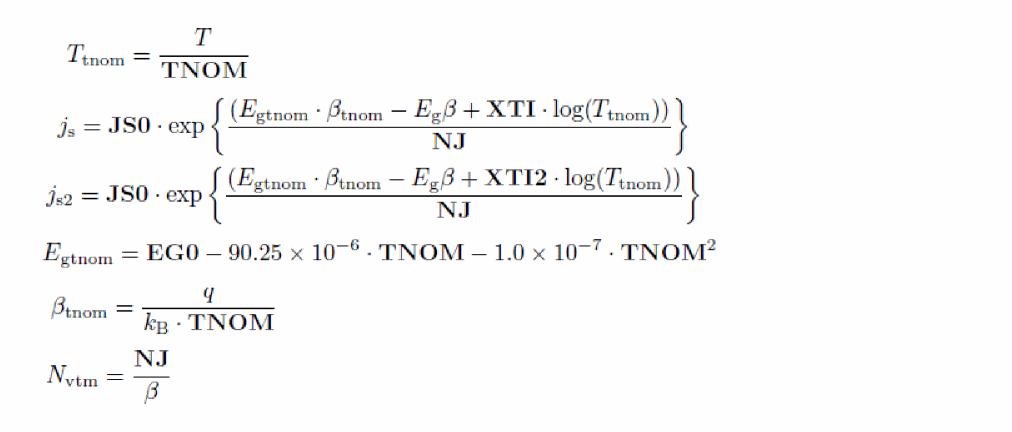 T_tnom = T / TNOM
j_s = JS0 · exp { (E_gtnom · β_tnom − E_g β + XTI · log(T_tnom)) / NJ }
j_s2 = JS0 · exp { (E_gtnom · β_tnom − E_g β + XTI2 · log(T_tnom)) / NJ }
E_gtnom = EG0 − 90.25 × 10^−6 · TNOM − 1.0 × 10^−7 · TNOM^2
β_tnom = q / k_B · TNOM
N_vtm = NJ / β